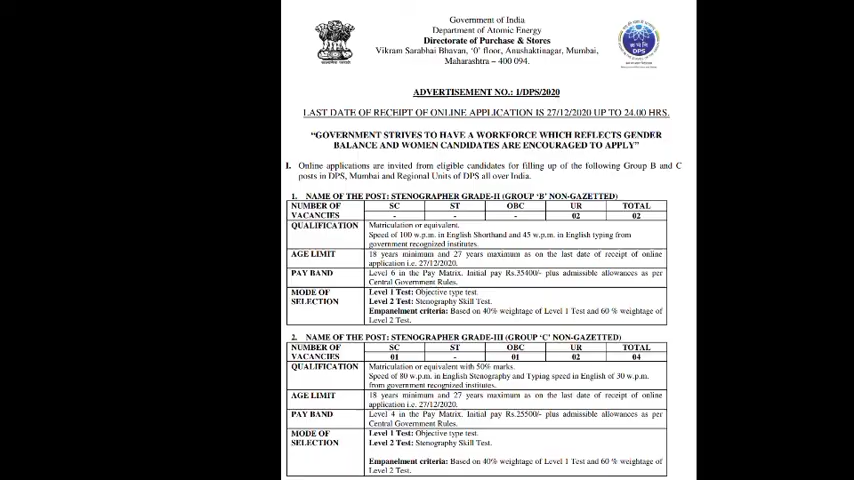 Government of India
Department of Atomic Energy
Directorate of Purchase & Stores
Vikram Sarabhai Bhavan, ‘0’ floor, Anushaktinagar, Mumbai,
Maharashtra – 400 094.
DPS
ADVERTISEMENT NO.: 1/DPS/2020
LAST DATE OF RECEIPT OF ONLINE APPLICATION IS 27/12/2020 UP TO 24.00 HRS.
“GOVERNMENT STRIVES TO HAVE A WORKFORCE WHICH REFLECTS GENDER
BALANCE AND WOMEN CANDIDATES ARE ENCOURAGED TO APPLY”
I. Online applications are invited from eligible candidates for filling up of the following Group B and C
posts in DPS, Mumbai and Regional Units of DPS all over India.
1. NAME OF THE POST: STENOGRAPHER GRADE-II (GROUP ‘B’ NON-GAZETTED)
NUMBER OF SC ST OBC UR TOTAL
VACANCIES - - - 02 02
QUALIFICATION Matriculation or equivalent.
Speed of 100 w.p.m. in English Shorthand and 45 w.p.m. in English typing from
government recognized institutes.
AGE LIMIT 18 years minimum and 27 years maximum as on the last date of receipt of online
application i.e. 27/12/2020.
PAY BAND Level 6 in the Pay Matrix. Initial pay Rs.35400/- plus admissible allowances as per
Central Government Rules.
MODE OF Level 1 Test: Objective type test.
SELECTION Level 2 Test: Stenography Skill Test.
Empanelment criteria: Based on 40% weightage of Level 1 Test and 60 % weightage of
Level 2 Test.
2. NAME OF THE POST: STENOGRAPHER GRADE-III (GROUP ‘C’ NON-GAZETTED)
NUMBER OF SC ST OBC UR TOTAL
VACANCIES 01 - 01 02 04
QUALIFICATION Matriculation or equivalent with 50% marks.
Speed of 80 w.p.m. in English Stenography and Typing speed in English of 30 w.p.m.
from government recognized institutes.
AGE LIMIT 18 years minimum and 27 years maximum as on the last date of receipt of online
application i.e. 27/12/2020.
PAY BAND Level 4 in the Pay Matrix. Initial pay Rs.25500/- plus admissible allowances as per
Central Government Rules.
MODE OF Level 1 Test: Objective type test.
SELECTION Level 2 Test: Stenography Skill Test.
Empanelment criteria: Based on 40% weightage of Level 1 Test and 60 % weightage of
Level 2 Test.